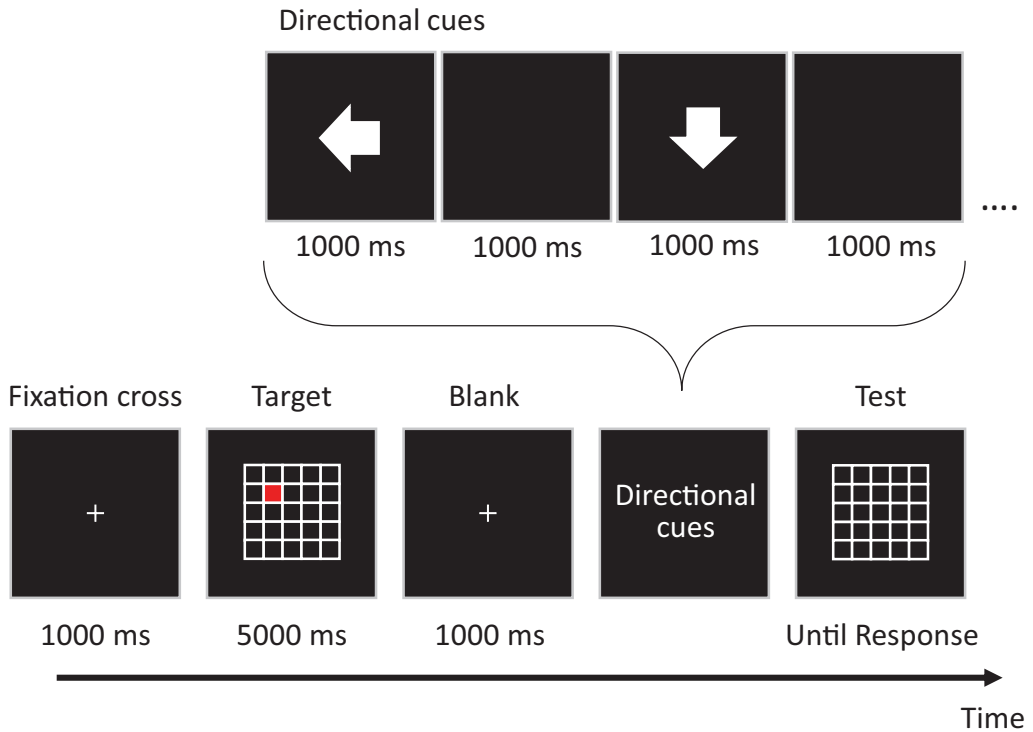 Directional cues
....
1000 ms 1000 ms 1000 ms 1000 ms
Fixation cross Target Blank Test
Directional
cues
1000 ms 5000 ms 1000 ms Until Response
Time